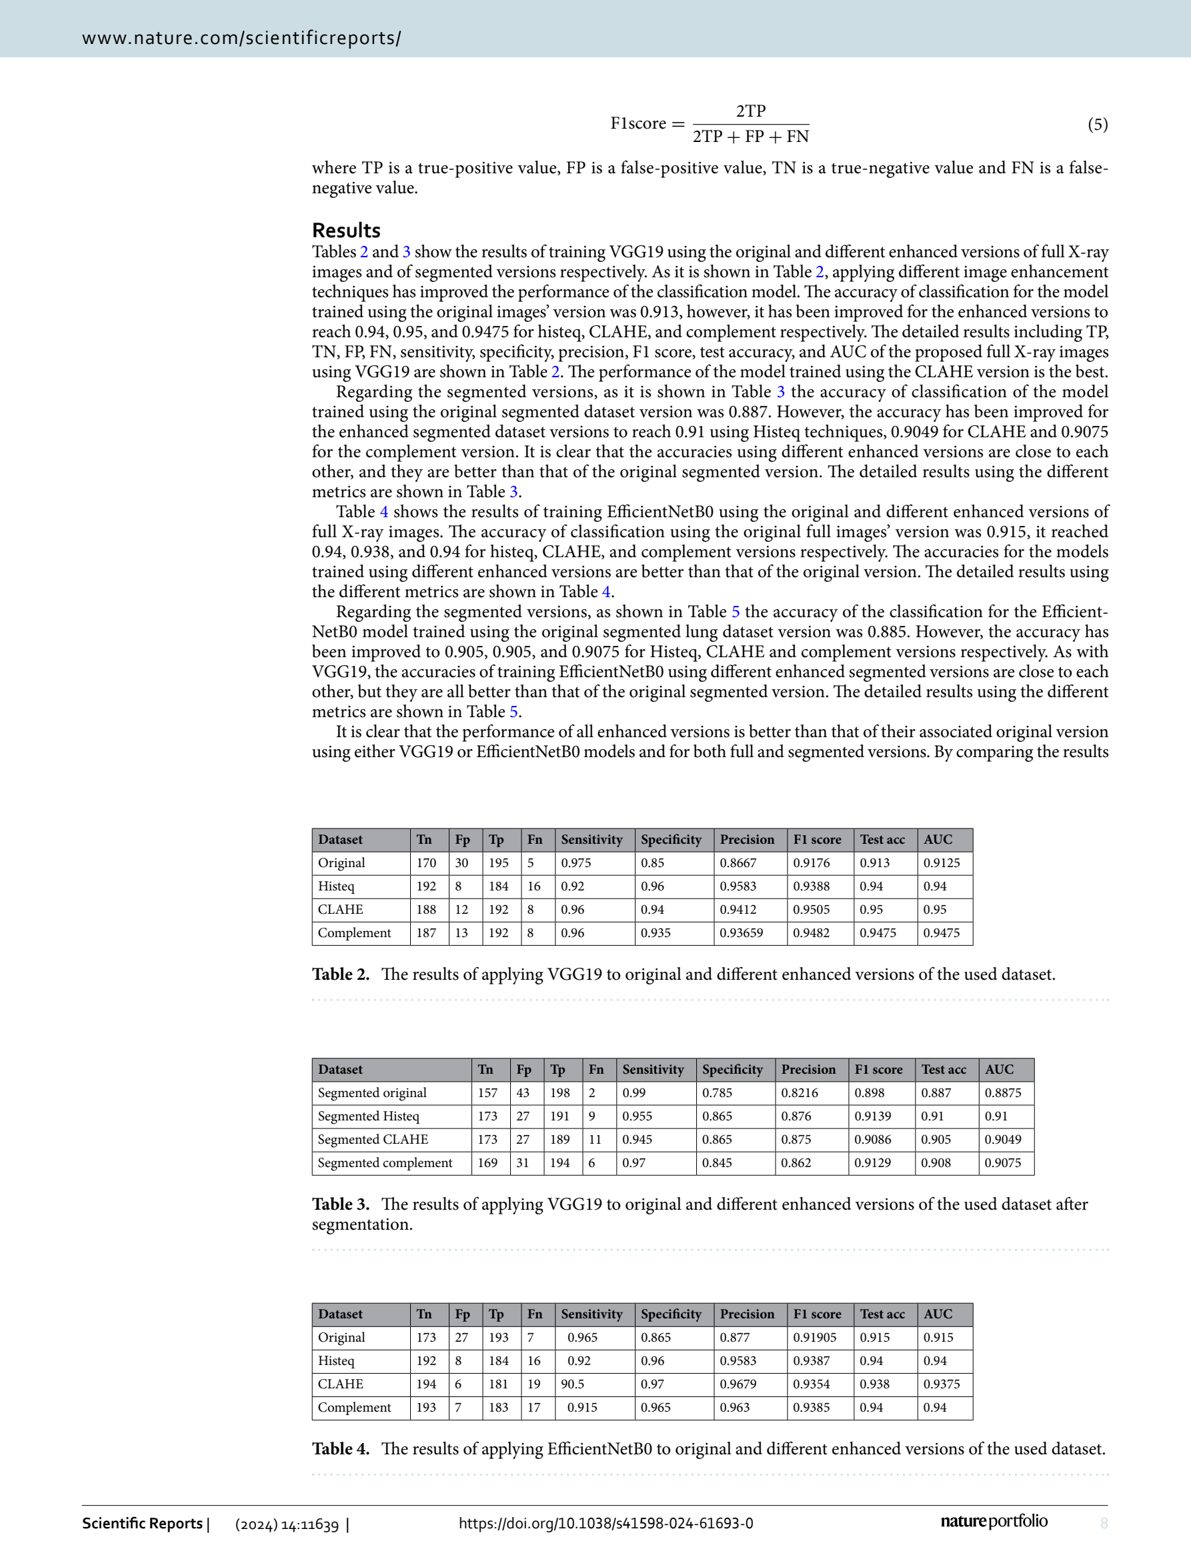 www.nature.com/scientificreports/
F1score = 2TP / 2TP + FP + FN (5)
where TP is a true-positive value, FP is a false-positive value, TN is a true-negative value and FN is a false-
negative value.
Results
Tables 2 and 3 show the results of training VGG19 using the original and different enhanced versions of full X-ray
images and of segmented versions respectively. As it is shown in Table 2, applying different image enhancement
techniques has improved the performance of the classification model. The accuracy of classification for the model
trained using the original images’ version was 0.913, however, it has been improved for the enhanced versions to
reach 0.94, 0.95, and 0.9475 for histeq, CLAHE, and complement respectively. The detailed results including TP,
TN, FP, FN, sensitivity, specificity, precision, F1 score, test accuracy, and AUC of the proposed full X-ray images
using VGG19 are shown in Table 2. The performance of the model trained using the CLAHE version is the best.
Regarding the segmented versions, as it is shown in Table 3 the accuracy of classification of the model
trained using the original segmented dataset version was 0.887. However, the accuracy has been improved for
the enhanced segmented dataset versions to reach 0.91 using Histeq techniques, 0.9049 for CLAHE and 0.9075
for the complement version. It is clear that the accuracies using different enhanced versions are close to each
other, and they are better than that of the original segmented version. The detailed results using the different
metrics are shown in Table 3.
Table 4 shows the results of training EfficientNetB0 using the original and different enhanced versions of
full X-ray images. The accuracy of classification using the original full images’ version was 0.915, it reached
0.94, 0.938, and 0.94 for histeq, CLAHE, and complement versions respectively. The accuracies for the models
trained using different enhanced versions are better than that of the original version. The detailed results using
the different metrics are shown in Table 4.
Regarding the segmented versions, as shown in Table 5 the accuracy of the classification for the Efficient-
NetB0 model trained using the original segmented lung dataset version was 0.885. However, the accuracy has
been improved to 0.905, 0.905, and 0.9075 for Histeq, CLAHE and complement versions respectively. As with
VGG19, the accuracies of training EfficientNetB0 using different enhanced segmented versions are close to each
other, but they are all better than that of the original segmented version. The detailed results using the different
metrics are shown in Table 5.
It is clear that the performance of all enhanced versions is better than that of their associated original version
using either VGG19 or EfficientNetB0 models and for both full and segmented versions. By comparing the results
Dataset Tn Fp Tp Fn Sensitivity Specificity Precision F1 score Test acc AUC
Original 170 30 195 5 0.975 0.85 0.8667 0.9176 0.913 0.9125
Histeq 192 8 184 16 0.92 0.96 0.9583 0.9388 0.94 0.94
CLAHE 188 12 192 8 0.96 0.94 0.9412 0.9505 0.95 0.95
Complement 187 13 192 8 0.96 0.935 0.93659 0.9482 0.9475 0.9475
Table 2. The results of applying VGG19 to original and different enhanced versions of the used dataset.
Dataset Tn Fp Tp Fn Sensitivity Specificity Precision F1 score Test acc AUC
Segmented original 157 43 198 2 0.99 0.785 0.8216 0.898 0.887 0.8875
Segmented Histeq 173 27 191 9 0.955 0.865 0.876 0.9139 0.91 0.91
Segmented CLAHE 173 27 189 11 0.945 0.865 0.875 0.9086 0.905 0.9049
Segmented complement 169 31 194 6 0.97 0.845 0.862 0.9129 0.908 0.9075
Table 3. The results of applying VGG19 to original and different enhanced versions of the used dataset after
segmentation.
Dataset Tn Fp Tp Fn Sensitivity Specificity Precision F1 score Test acc AUC
Original 173 27 193 7 0.965 0.865 0.877 0.91905 0.915 0.915
Histeq 192 8 184 16 0.92 0.96 0.9583 0.9387 0.94 0.94
CLAHE 194 6 181 19 90.5 0.97 0.9679 0.9354 0.938 0.9375
Complement 193 7 183 17 0.915 0.965 0.963 0.9385 0.94 0.94
Table 4. The results of applying EfficientNetB0 to original and different enhanced versions of the used dataset.
Scientific Reports | (2024) 14:11639 | https://doi.org/10.1038/s41598-024-61693-0 natureportfolio 8